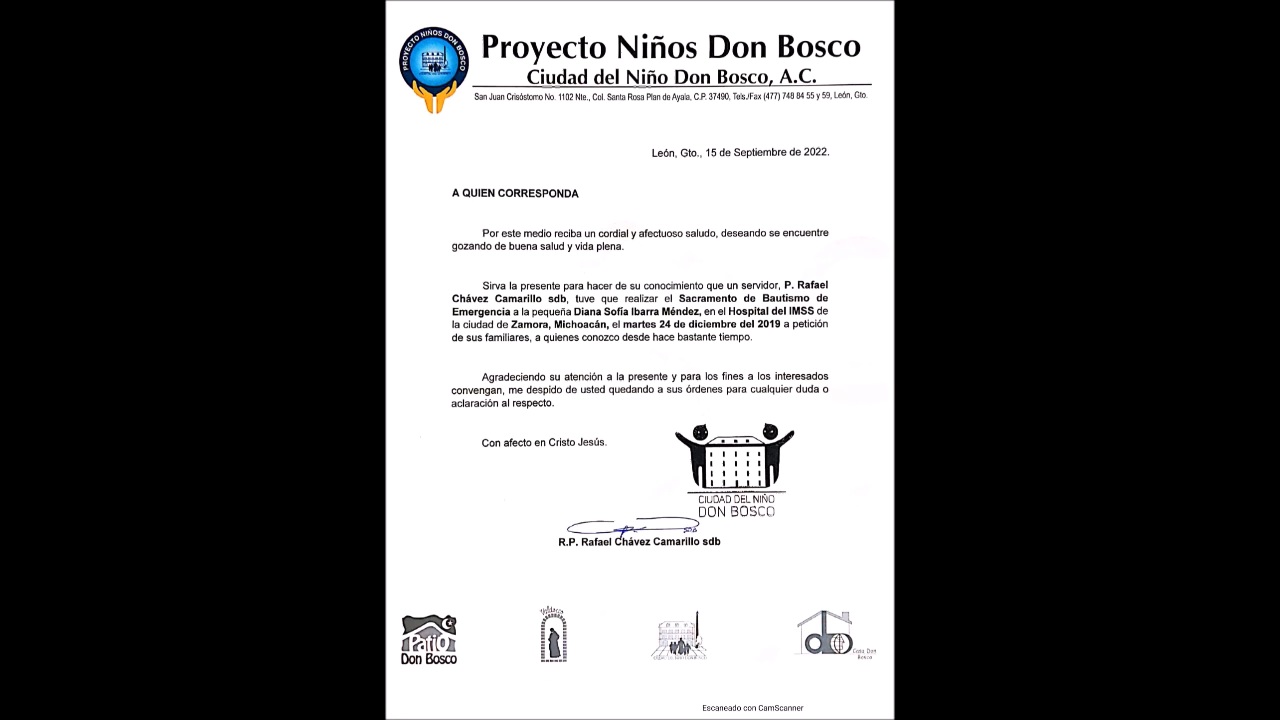 PROYECTO NIÑOS DON BOSCO
Proyecto Niños Don Bosco
Ciudad del Niño Don Bosco, A.C.
San Juan Crisóstomo No. 1102 Nte., Col. Santa Rosa Plan de Ayala, C.P. 37490, Tels./Fax (477) 748 84 55 y 59, León, Gto.
León, Gto., 15 de Septiembre de 2022.
A QUIEN CORRESPONDA
Por este medio reciba un cordial y afectuoso saludo, deseando se encuentre
gozando de buena salud y vida plena.
Sirva la presente para hacer de su conocimiento que un servidor, P. Rafael
Chávez Camarillo sdb, tuve que realizar el Sacramento de Bautismo de
Emergencia a la pequeña Diana Sofía Ibarra Méndez, en el Hospital del IMSS de
la ciudad de Zamora, Michoacán, el martes 24 de diciembre del 2019 a petición
de sus familiares, a quienes conozco desde hace bastante tiempo.
Agradeciendo su atención a la presente y para los fines a los interesados
convengan, me despido de usted quedando a sus órdenes para cualquier duda o
aclaración al respecto.
Con afecto en Cristo Jesús.
CIUDAD DEL NIÑO
DON BOSCO
SDB
R.P. Rafael Chávez Camarillo sdb
Patio
Don Bosco
Valdocco
db
Casa Don
Bosco
Escaneado con CamScanner